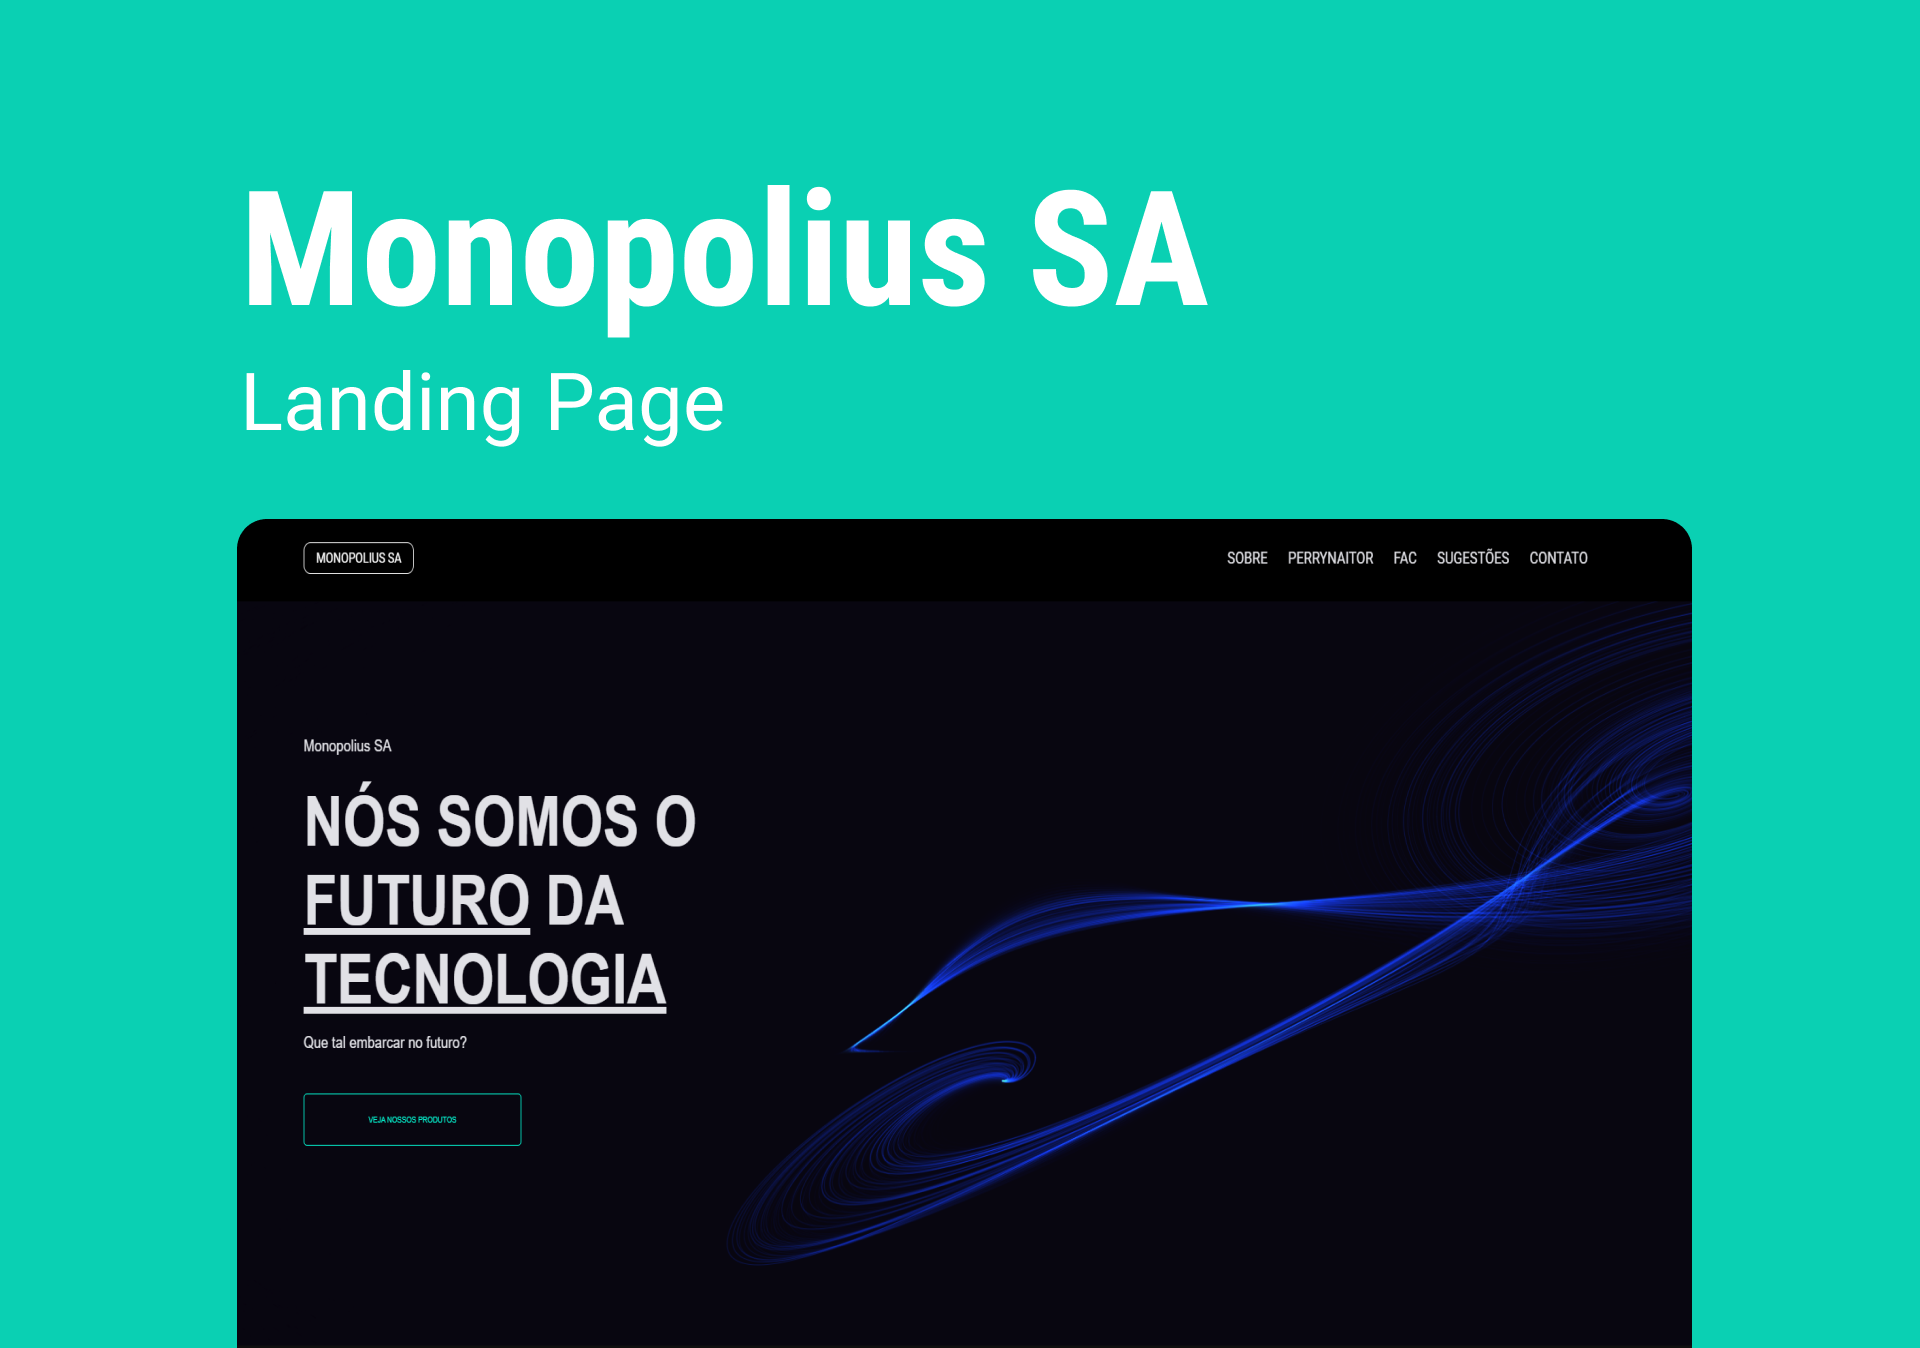 Monopolius SA
Landing Page
MONOPOLIUS SA
SOBRE PERRYNAITOR FAC SUGESTÕES CONTATO
Monopolius SA
NÓS SOMOS O
FUTURO DA
TECNOLOGIA
Que tal embarcar no futuro?
VEJA NOSSOS PRODUTOS